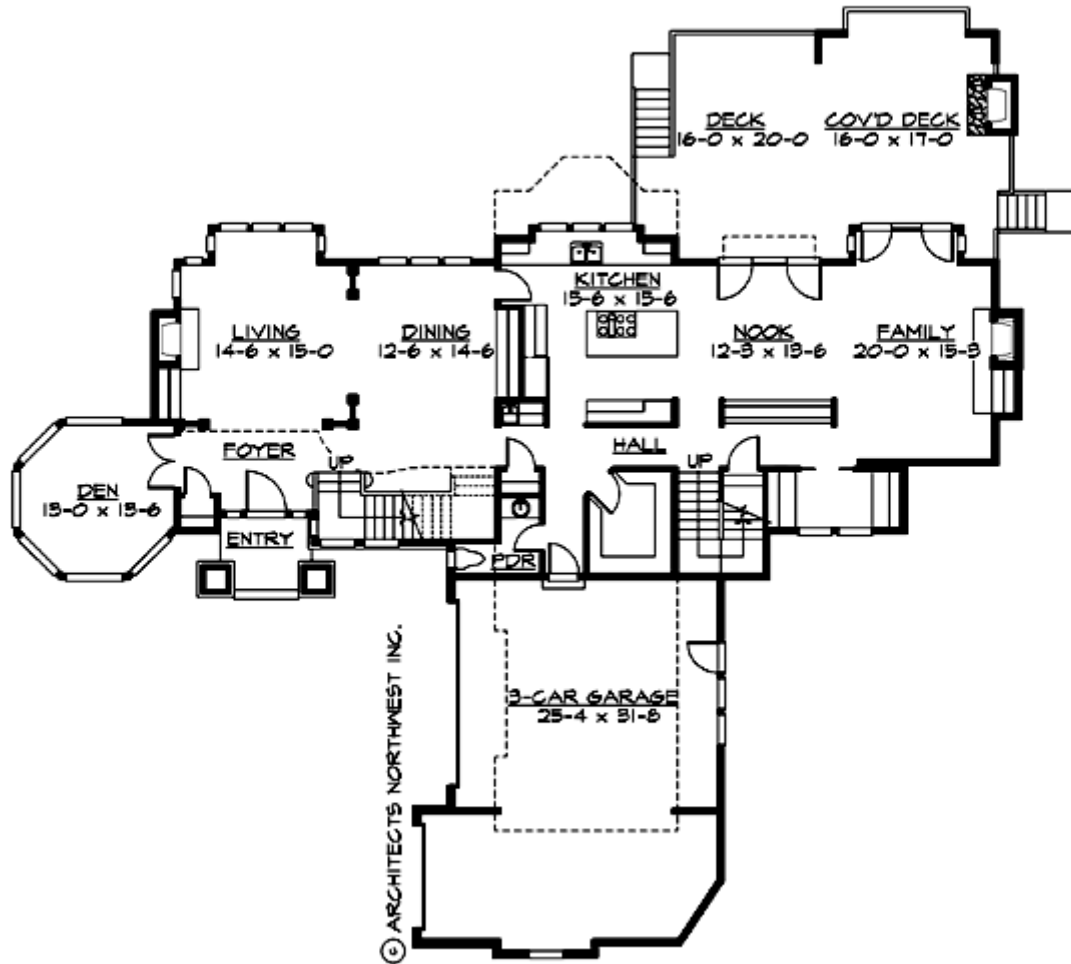 DECK
16-0 x 20-0
COV'D DECK
16-0 x 17-0
KITCHEN
15-6 x 15-6
LIVING
14-6 x 15-0
DINING
12-6 x 14-6
NOOK
12-3 x 13-6
FAMILY
20-0 x 15-3
FOYER
UP
HALL
UP
DEN
13-0 x 13-6
ENTRY
PDR
3-CAR GARAGE
25-4 x 31-8
© ARCHITECTS NORTHWEST INC.